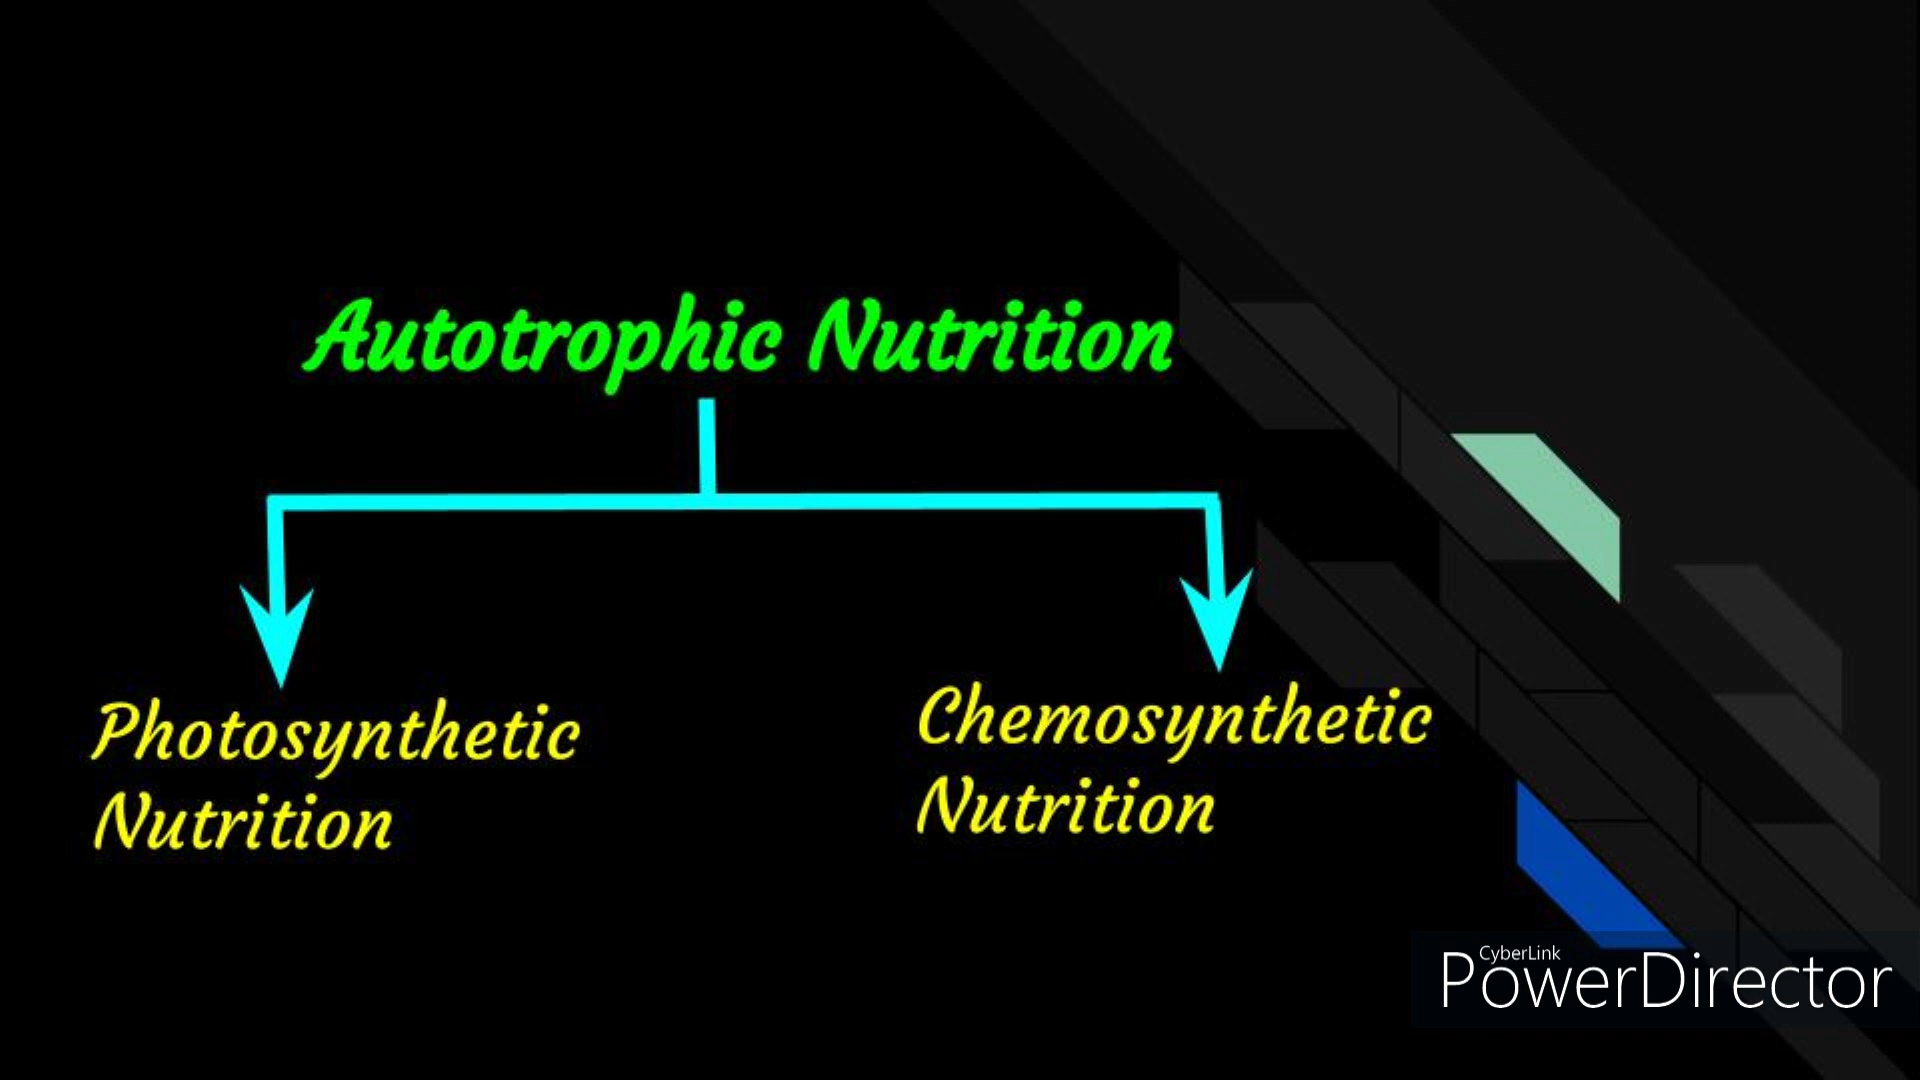 Autotrophic Nutrition
Photosynthetic
Nutrition
Chemosynthetic
Nutrition
CyberLink
PowerDirector